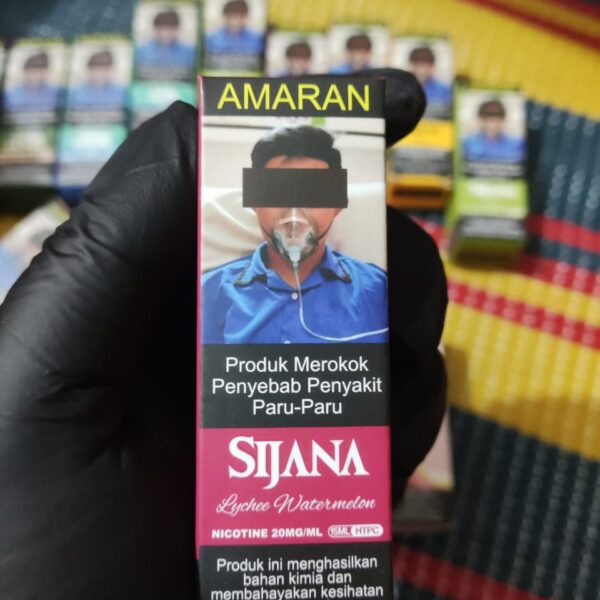 AMARAN
Produk Merokok
Penyebab Penyakit
Paru-Paru
SIJANA
Lychee Watermelon
NICOTINE 20MG/ML 15ML HTPC
Produk ini menghasilkan
bahan kimia dan
membahayakan kesihatan
SIJANA